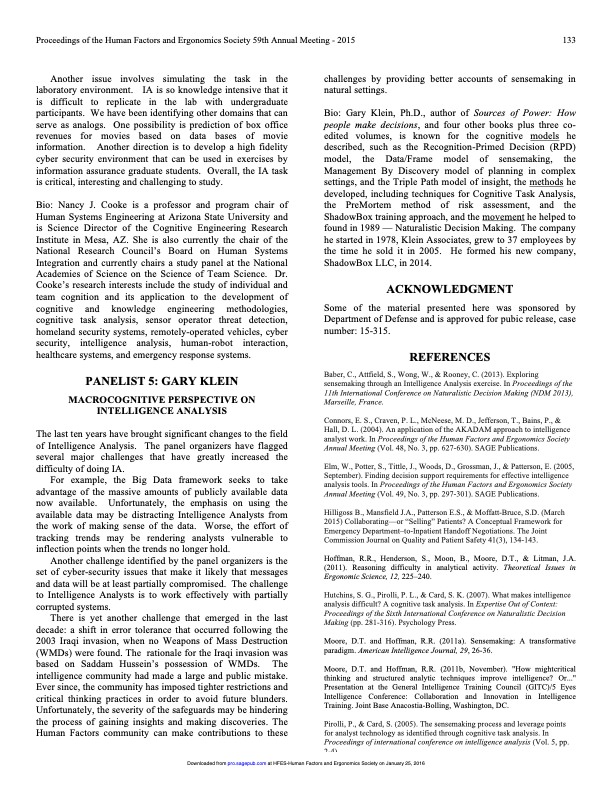 Proceedings of the Human Factors and Ergonomics Society 59th Annual Meeting - 2015
133
Another issue involves simulating the task in the
laboratory environment. IA is so knowledge intensive that it
is difficult to replicate in the lab with undergraduate
participants. We have been identifying other domains that can
serve as analogs. One possibility is prediction of box office
revenues for movies based on data bases of movie
information. Another direction is to develop a high fidelity
cyber security environment that can be used in exercises by
information assurance graduate students. Overall, the IA task
is critical, interesting and challenging to study.
Bio: Nancy J. Cooke is a professor and program chair of
Human Systems Engineering at Arizona State University and
is Science Director of the Cognitive Engineering Research
Institute in Mesa, AZ. She is also currently the chair of the
National Research Council's Board on Human Systems
Integration and currently chairs a study panel at the National
Academies of Science on the Science of Team Science. Dr.
Cooke's research interests include the study of individual and
team cognition and its application to the development of
cognitive and knowledge engineering methodologies,
cognitive task analysis, sensor operator threat detection,
homeland security systems, remotely-operated vehicles, cyber
security, intelligence analysis, human-robot interaction,
healthcare systems, and emergency response systems.
PANELIST 5: GARY KLEIN
MACROCOGNITIVE PERSPECTIVE ON
INTELLIGENCE ANALYSIS
The last ten years have brought significant changes to the field
of Intelligence Analysis. The panel organizers have flagged
several major challenges that have greatly increased the
difficulty of doing IA.
For example, the Big Data framework seeks to take
advantage of the massive amounts of publicly available data
now available. Unfortunately, the emphasis on using the
available data may be distracting Intelligence Analysts from
the work of making sense of the data. Worse, the effort of
tracking trends may be rendering analysts vulnerable to
inflection points when the trends no longer hold.
Another challenge identified by the panel organizers is the
set of cyber-security issues that make it likely that messages
and data will be at least partially compromised. The challenge
to Intelligence Analysts is to work effectively with partially
corrupted systems.
There is yet another challenge that emerged in the last
decade: a shift in error tolerance that occurred following the
2003 Iraqi invasion, when no Weapons of Mass Destruction
(WMDs) were found. The rationale for the Iraqi invasion was
based on Saddam Hussein's possession of WMDs. The
intelligence community had made a large and public mistake.
Ever since, the community has imposed tighter restrictions and
critical thinking practices in order to avoid future blunders.
Unfortunately, the severity of the safeguards may be hindering
the process of gaining insights and making discoveries. The
Human Factors community can make contributions to these
challenges by providing better accounts of sensemaking in
natural settings.
Bio: Gary Klein, Ph.D., author of Sources of Power: How
people make decisions, and four other books plus three co-
edited volumes, is known for the cognitive models he
described, such as the Recognition-Primed Decision (RPD)
model, the Data/Frame model of sensemaking, the
Management By Discovery model of planning in complex
settings, and the Triple Path model of insight, the methods he
developed, including techniques for Cognitive Task Analysis,
the PreMortem method of risk assessment, and the
ShadowBox training approach, and the movement he helped to
found in 1989 — Naturalistic Decision Making. The company
he started in 1978, Klein Associates, grew to 37 employees by
the time he sold it in 2005. He formed his new company,
ShadowBox LLC, in 2014.
ACKNOWLEDGMENT
Some of the material presented here was sponsored by
Department of Defense and is approved for pubic release, case
number: 15-315.
REFERENCES
Baber, C., Attfield, S., Wong, W., & Rooney, C. (2013). Exploring
sensemaking through an Intelligence Analysis exercise. In Proceedings of the
11th International Conference on Naturalistic Decision Making (NDM 2013),
Marseille, France.
Connors, E. S., Craven, P. L., McNeese, M. D., Jefferson, T., Bains, P., &
Hall, D. L. (2004). An application of the AKADAM approach to intelligence
analyst work. In Proceedings of the Human Factors and Ergonomics Society
Annual Meeting (Vol. 48, No. 3, pp. 627-630). SAGE Publications.
Elm, W., Potter, S., Tittle, J., Woods, D., Grossman, J., & Patterson, E. (2005,
September). Finding decision support requirements for effective intelligence
analysis tools. In Proceedings of the Human Factors and Ergonomics Society
Annual Meeting (Vol. 49, No. 3, pp. 297-301). SAGE Publications.
Hilligoss B., Mansfield J.A., Patterson E.S., & Moffatt-Bruce, S.D. (March
2015) Collaborating—or "Selling" Patients? A Conceptual Framework for
Emergency Department–to-Inpatient Handoff Negotiations. The Joint
Commission Journal on Quality and Patient Safety 41(3), 134-143.
Hoffman, R.R., Henderson, S., Moon, B., Moore, D.T., & Litman, J.A.
(2011). Reasoning difficulty in analytical activity. Theoretical Issues in
Ergonomic Science, 12, 225–240.
Hutchins, S. G., Pirolli, P. L., & Card, S. K. (2007). What makes intelligence
analysis difficult? A cognitive task analysis. In Expertise Out of Context:
Proceedings of the Sixth International Conference on Naturalistic Decision
Making (pp. 281-316). Psychology Press.
Moore, D.T. and Hoffman, R.R. (2011a). Sensemaking: A transformative
paradigm. American Intelligence Journal, 29, 26-36.
Moore, D.T. and Hoffman, R.R. (2011b, November). "How mightcritical
thinking and structured analytic techniques improve intelligence? Or..."
Presentation at the General Intelligence Training Council (GITC)/5 Eyes
Intelligence Conference: Collaboration and Innovation in Intelligence
Training. Joint Base Anacostia-Bolling, Washington, DC.
Pirolli, P., & Card, S. (2005). The sensemaking process and leverage points
for analyst technology as identified through cognitive task analysis. In
Proceedings of international conference on intelligence analysis (Vol. 5, pp.
Downloaded from pro.sagepub.com at HFES-Human Factors and Ergonomics Society on January 25, 2016